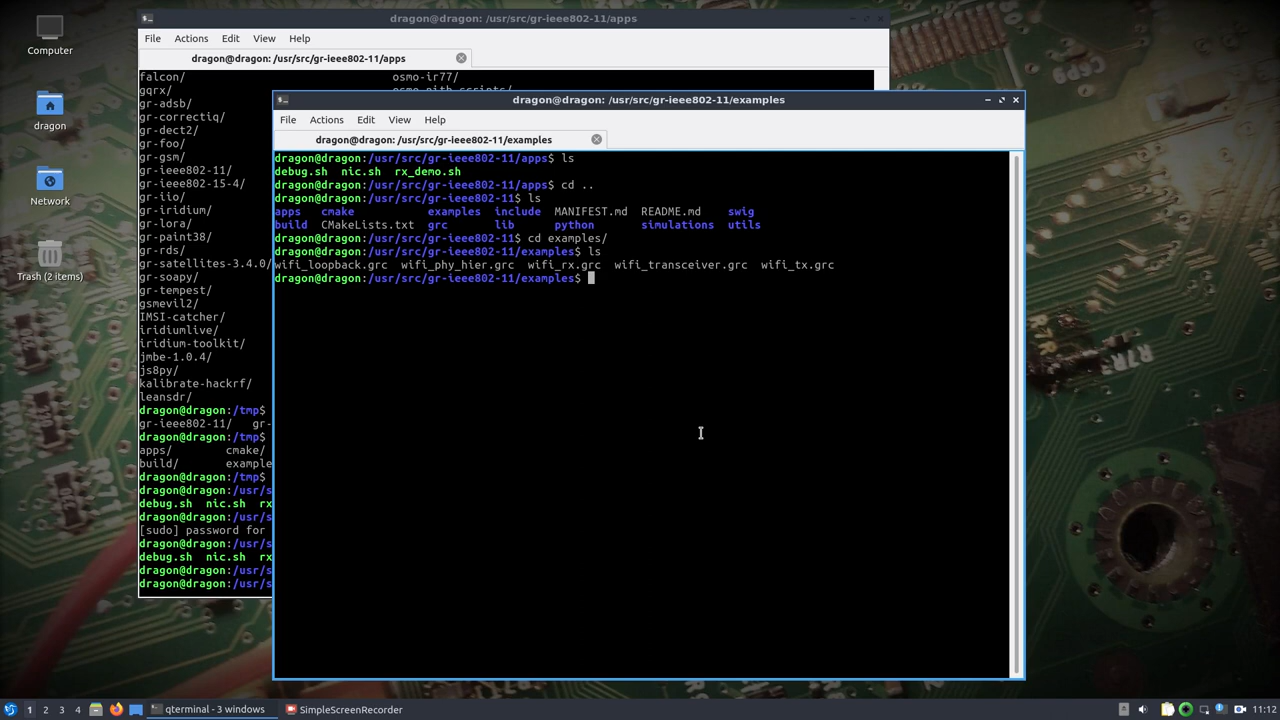 Computer
dragon
Network
Trash (2 items)
dragon@dragon: /usr/src/gr-ieee802-11/apps
File Actions Edit View Help
dragon@dragon: /usr/src/gr-ieee802-11/apps
falcon/ osmo-ir77/
gqrx/
gr-adsb/
gr-correctiq/
gr-dect2/
gr-foo/
gr-gsm/
gr-ieee802-11/
gr-ieee802-15-4/
gr-iio/
gr-iridium/
gr-lora/
gr-paint38/
gr-rds/
gr-satellites-3.4.0/
gr-soapy/
gr-tempest/
gsmevil2/
IMSI-catcher/
iridiumlive/
iridium-toolkit/
jmbe-1.0.4/
js8py/
kalibrate-hackrf/
leansdr/
dragon@dragon:/tmp$
gr-ieee802-11/ gr-
dragon@dragon:/tmp$
apps/ cmake/
build/ example
dragon@dragon:/tmp$
dragon@dragon:/usr/s
debug.sh nic.sh rx
dragon@dragon:/usr/s
[sudo] password for
dragon@dragon:/usr/s
debug.sh nic.sh rx
dragon@dragon:/usr/s
dragon@dragon:/usr/s
dragon@dragon: /usr/src/gr-ieee802-11/examples
File Actions Edit View Help
dragon@dragon: /usr/src/gr-ieee802-11/examples
dragon@dragon:/usr/src/gr-ieee802-11/apps$ ls
debug.sh nic.sh rx_demo.sh
dragon@dragon:/usr/src/gr-ieee802-11/apps$ cd ..
dragon@dragon:/usr/src/gr-ieee802-11$ ls
apps cmake examples include MANIFEST.md README.md swig
build CMakeLists.txt grc lib python simulations utils
dragon@dragon:/usr/src/gr-ieee802-11$ cd examples/
dragon@dragon:/usr/src/gr-ieee802-11/examples$ ls
wifi_loopback.grc wifi_phy_hier.grc wifi_rx.grc wifi_transceiver.grc wifi_tx.grc
dragon@dragon:/usr/src/gr-ieee802-11/examples$
1 2 3 4 qterminal - 3 windows SimpleScreenRecorder 11:12